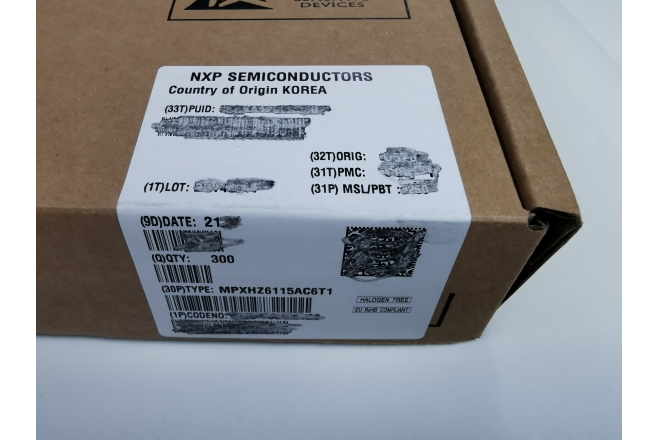 DEVICES
NXP SEMICONDUCTORS
Country of Origin KOREA
(33T)PUID:
(32T)ORIG:
(31T)PMC:
(1T)LOT:
(31P) MSL/PBT :
(9D)DATE: 21
(Q)QTY: 300
(30P)TYPE: MPXHZ6115AC6T1
HALOGEN FREE
(1P)CODENO:
EU RoHS COMPLIANT